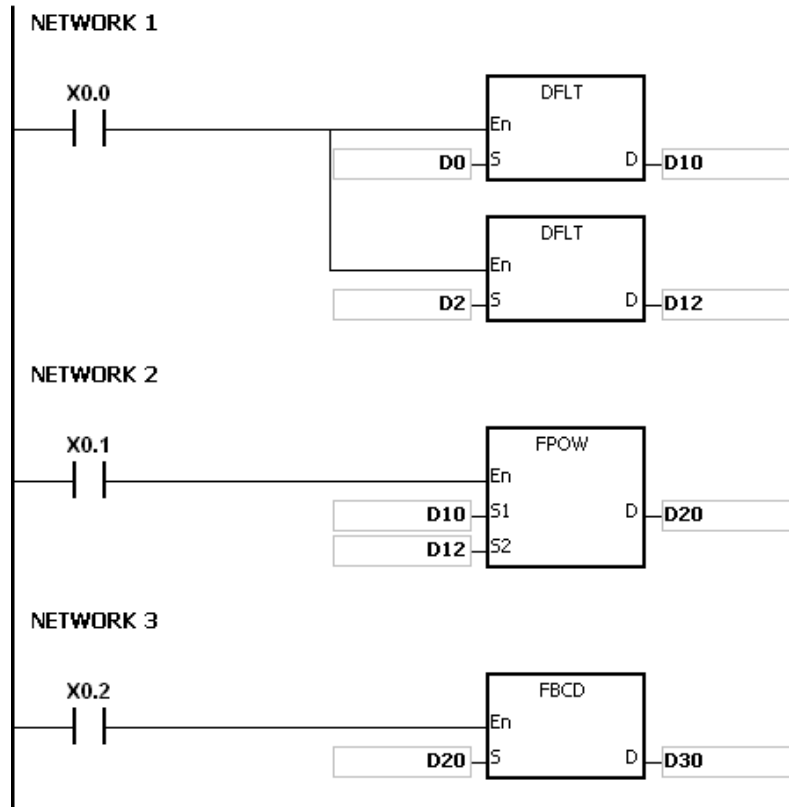 NETWORK 1
X0.0
DFLT
En
D0 S D D10
DFLT
En
D2 S D D12
NETWORK 2
X0.1
FPOW
En
D10 S1 D D20
D12 S2
NETWORK 3
X0.2
FBCD
En
D20 S D D30